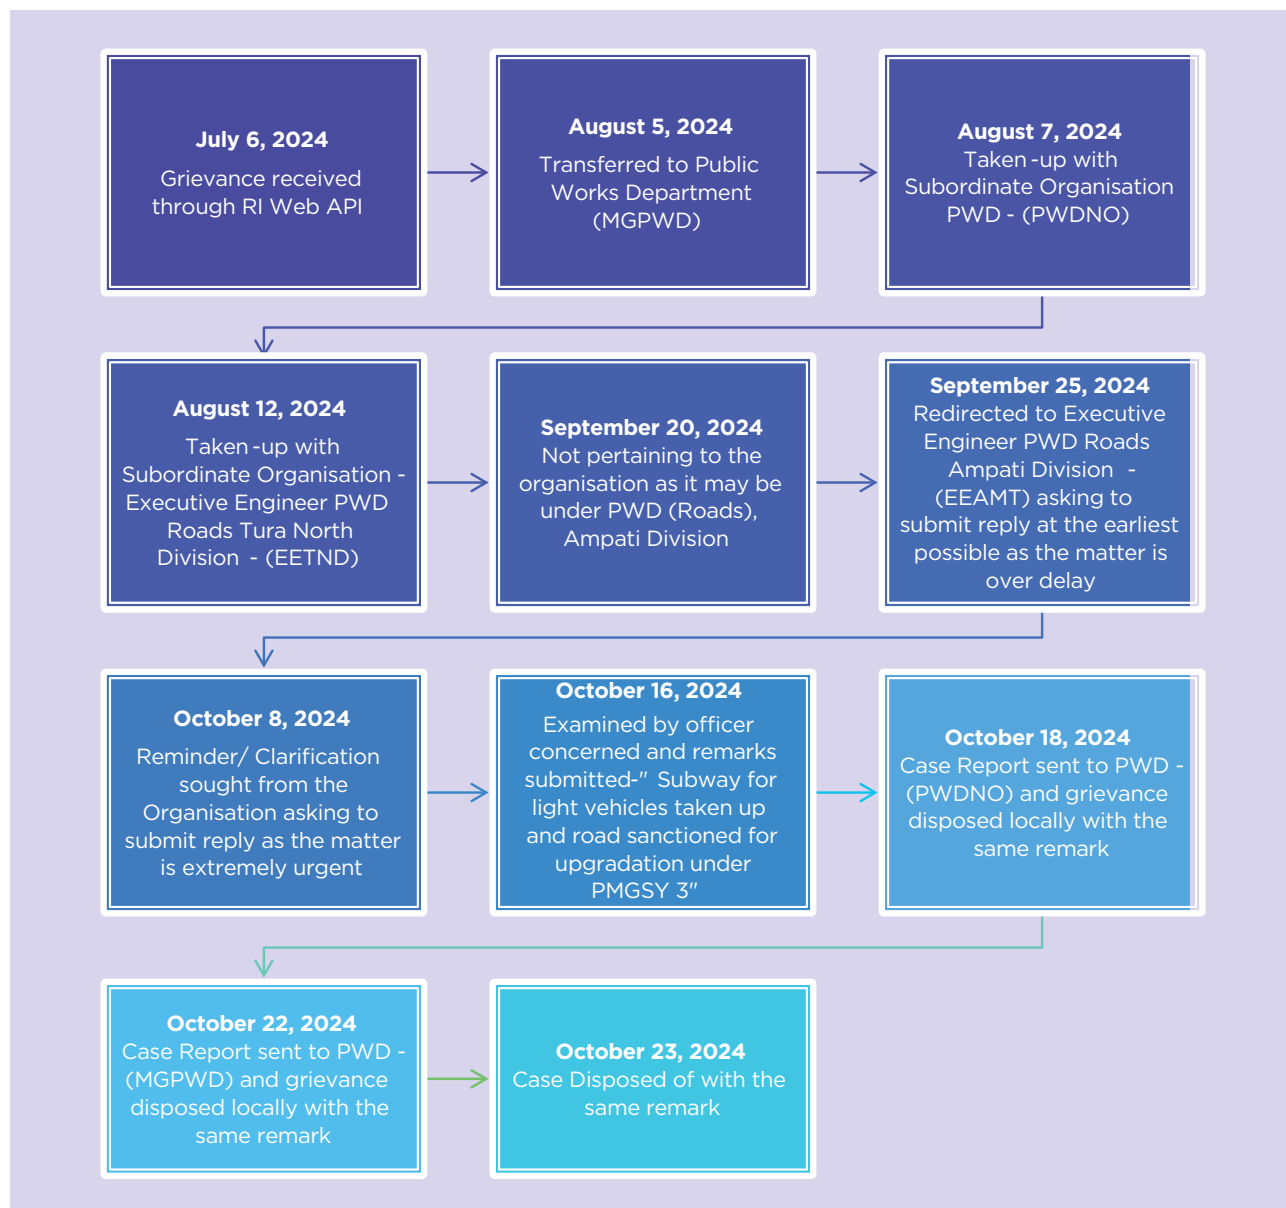 July 6, 2024
Grievance received
through RI Web API
August 5, 2024
Transferred to Public
Works Department
(MGPWD)
August 7, 2024
Taken-up with
Subordinate Organisation
PWD - (PWDNO)
August 12, 2024
Taken-up with
Subordinate Organisation -
Executive Engineer PWD
Roads Tura North
Division - (EETND)
September 20, 2024
Not pertaining to the
organisation as it may be
under PWD (Roads),
Ampati Division
September 25, 2024
Redirected to Executive
Engineer PWD Roads
Ampati Division -
(EEAMT) asking to
submit reply at the earliest
possible as the matter is
over delay
October 8, 2024
Reminder/ Clarification
sought from the
Organisation asking to
submit reply as the matter
is extremely urgent
October 16, 2024
Examined by officer
concerned and remarks
submitted-" Subway for
light vehicles taken up
and road sanctioned for
upgradation under
PMGSY 3"
October 18, 2024
Case Report sent to PWD -
(PWDNO) and grievance
disposed locally with the
same remark
October 22, 2024
Case Report sent to PWD -
(MGPWD) and grievance
disposed locally with the
same remark
October 23, 2024
Case Disposed of with the
same remark